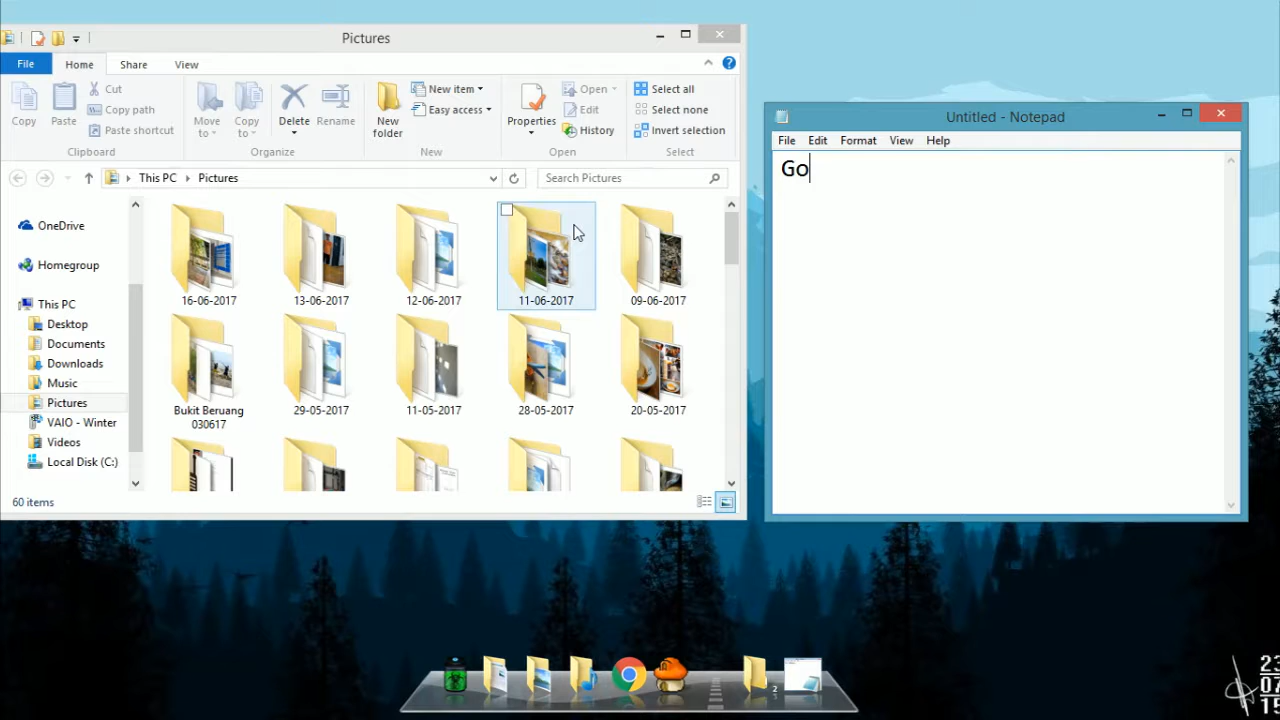 Pictures
File
Home
Share
View
Copy
Paste
Cut
Copy path
Paste shortcut
Clipboard
Move to
Copy to
Delete
Rename
Organize
New folder
New item
Easy access
New
Properties
Open
Edit
History
Open
Select all
Select none
Invert selection
Select
This PC
Pictures
Search Pictures
OneDrive
Homegroup
This PC
Desktop
Documents
Downloads
Music
Pictures
VAIO - Winter
Videos
Local Disk (C:)
16-06-2017
13-06-2017
12-06-2017
11-06-2017
09-06-2017
Bukit Beruang
030617
29-05-2017
11-05-2017
28-05-2017
20-05-2017
60 items
Untitled - Notepad
File
Edit
Format
View
Help
Go
2
23
07